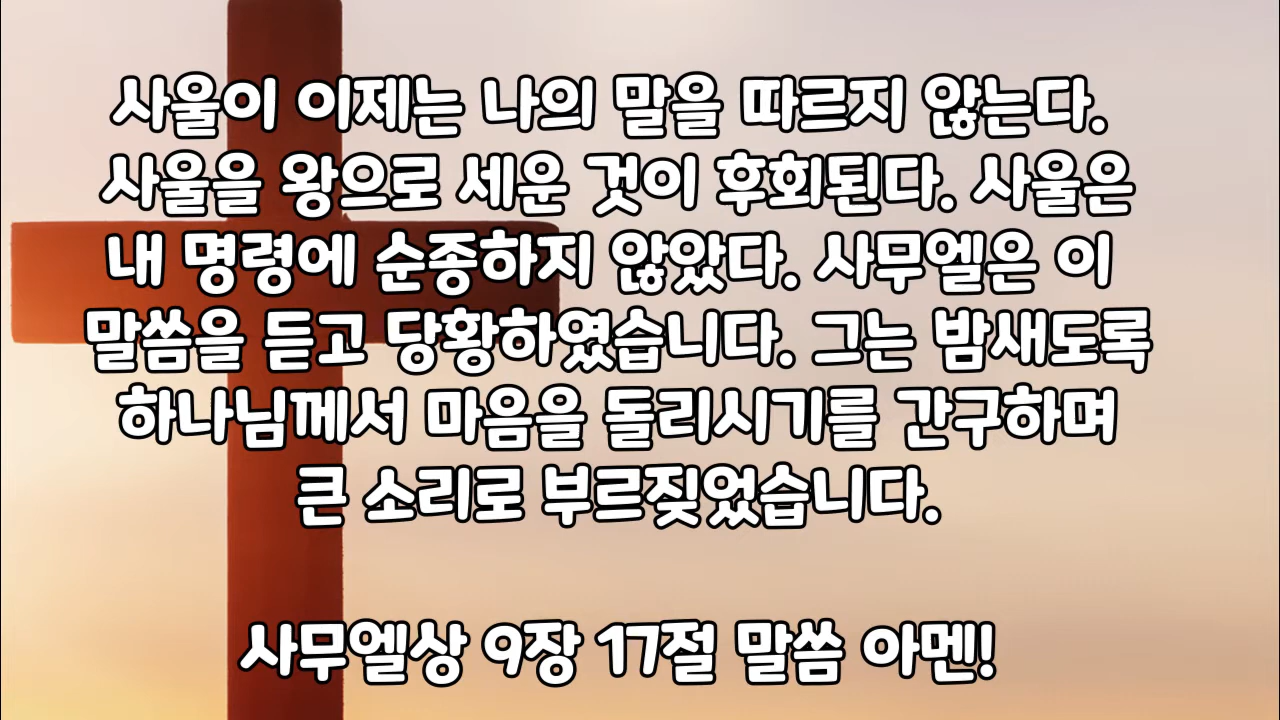 사울이 이제는 나의 말을 따르지 않는다.
사울을 왕으로 세운 것이 후회된다. 사울은
내 명령에 순종하지 않았다. 사무엘은 이
말씀을 듣고 당황하였습니다. 그는 밤새도록
하나님께서 마음을 돌리시기를 간구하며
큰 소리로 부르짖었습니다.
사무엘상 9장 17절 말씀 아멘!